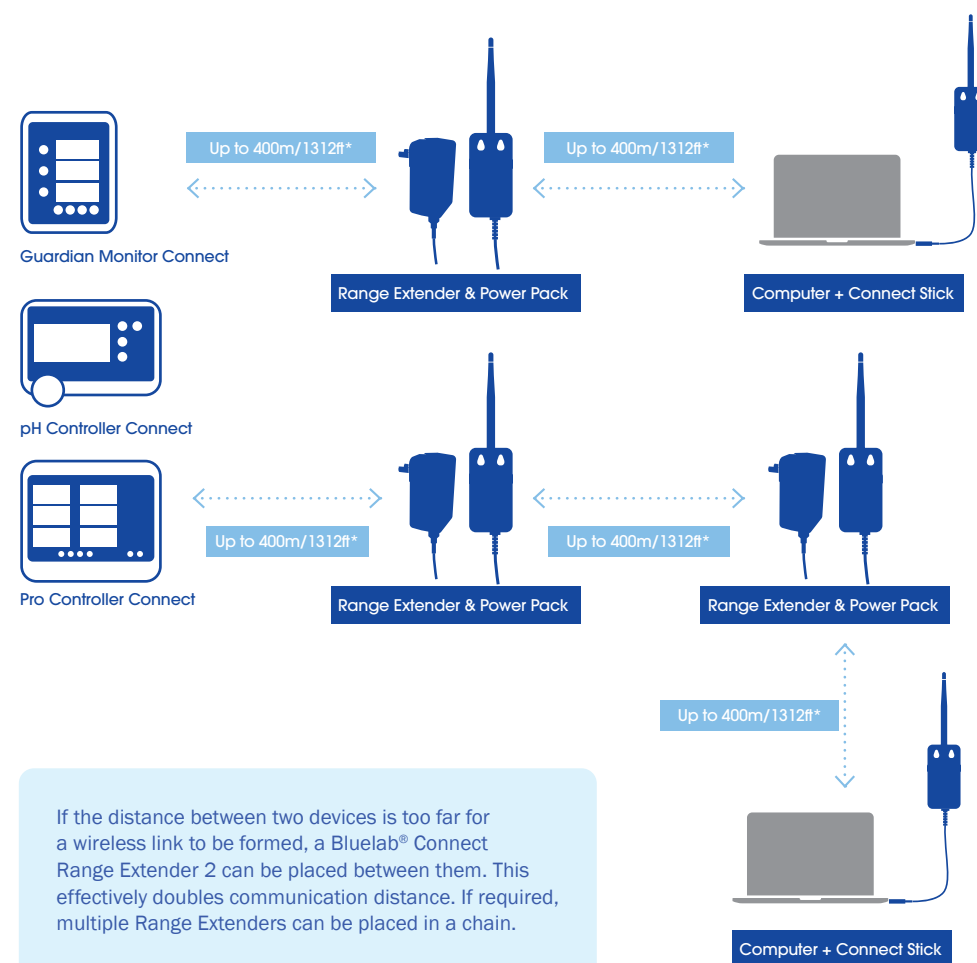 Up to 400m/1312ft*
Up to 400m/1312ft*
Guardian Monitor Connect
Range Extender & Power Pack
Computer + Connect Stick
pH Controller Connect
Up to 400m/1312ft*
Up to 400m/1312ft*
Pro Controller Connect
Range Extender & Power Pack
Range Extender & Power Pack
Up to 400m/1312ft*
If the distance between two devices is too far for
a wireless link to be formed, a Bluelab® Connect
Range Extender 2 can be placed between them. This
effectively doubles communication distance. If required,
multiple Range Extenders can be placed in a chain.
Computer + Connect Stick